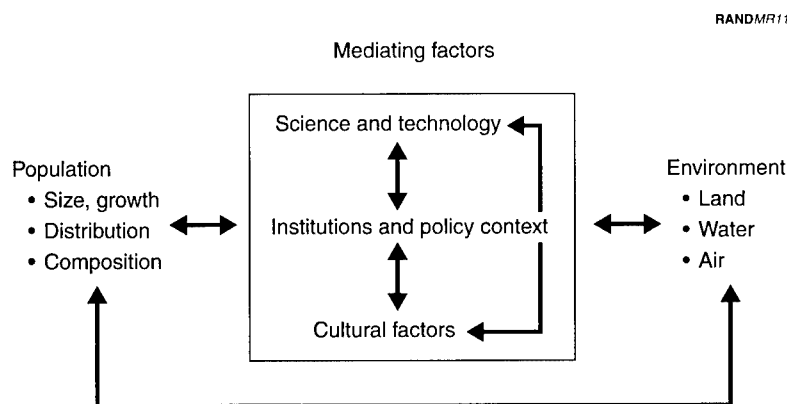 RANDMR11
Mediating factors
Science and technology
Population
• Size, growth
• Distribution
• Composition
Institutions and policy context
Cultural factors
Environment
• Land
• Water
• Air